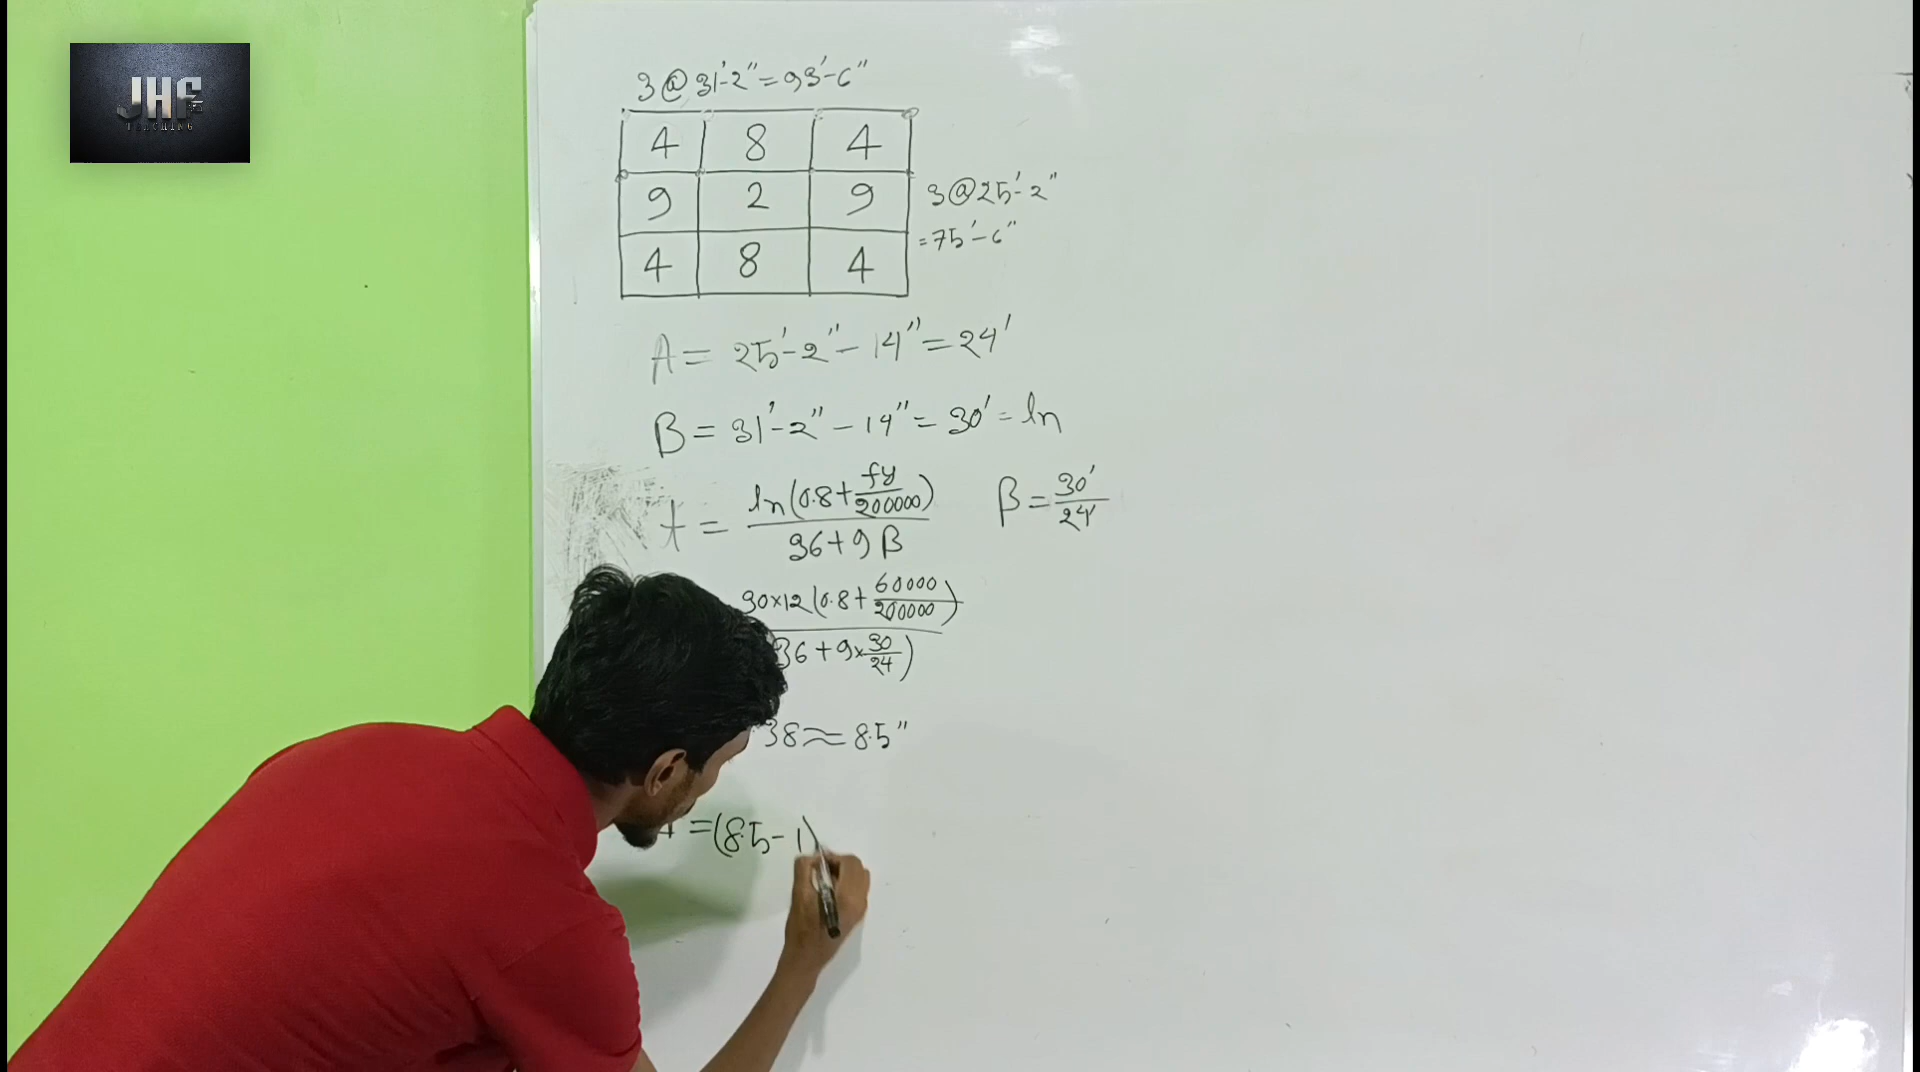 JHF
TEACHING
3 @ 31'-2" = 93'-6"
4 8 4
9 2 9
4 8 4
3 @ 25'-2"
= 75'-6"
A = 25'-2" - 14" = 24'
B = 31'-2" - 14" = 30' = ln
t = ln(0.8 + fy/200000) / 36 + 9β
β = 30'/24'
30×12(0.8 + 60000/200000)
36 + 9×30/24)
38 ≈ 8.5"
= (8.5 - 1)